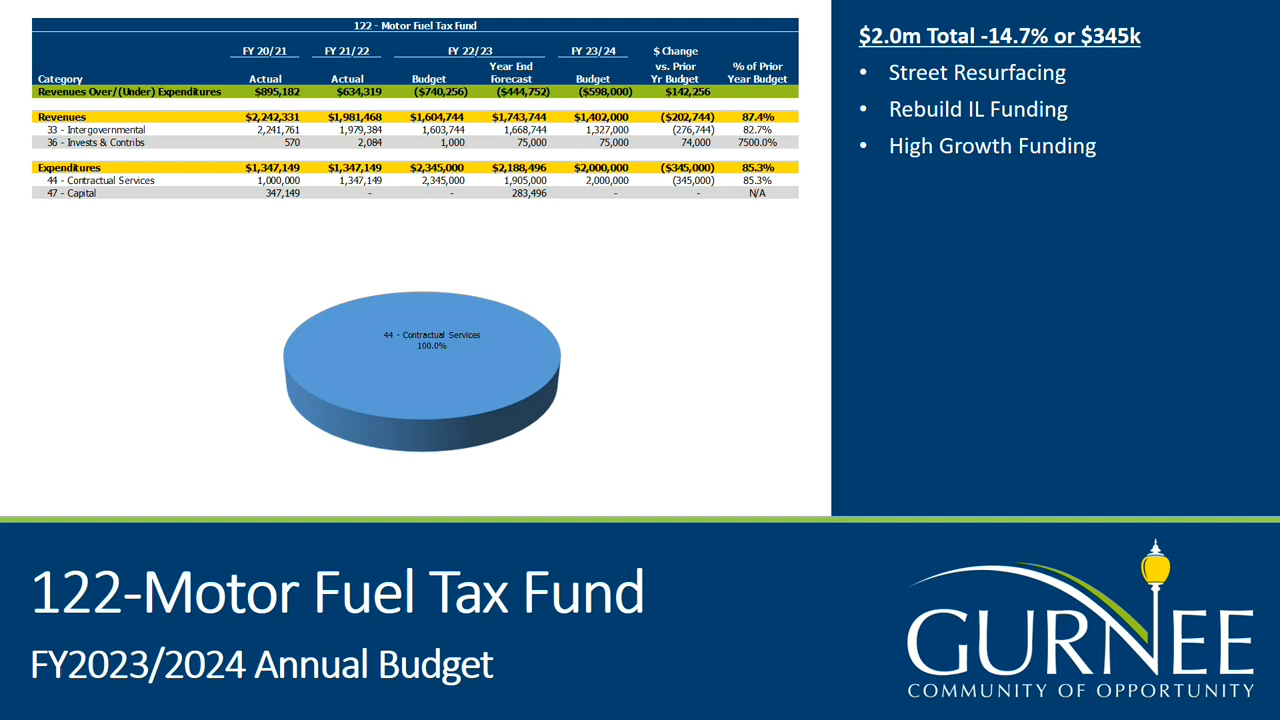 122 - Motor Fuel Tax Fund
FY 20/21 FY 21/22 FY 22/23 FY 23/24 $ Change
Year End vs. Prior % of Prior
Category Actual Actual Budget Forecast Budget Yr Budget Year Budget
Revenues Over/(Under) Expenditures $895,182 $634,319 ($740,256) ($444,752) ($598,000) $142,256
Revenues $2,242,331 $1,981,468 $1,604,744 $1,743,744 $1,402,000 ($202,744) 87.4%
33 - Intergovernmental 2,241,761 1,979,384 1,603,744 1,668,744 1,327,000 (276,744) 82.7%
36 - Invests & Contribs 570 2,084 1,000 75,000 75,000 74,000 7500.0%
Expenditures $1,347,149 $1,347,149 $2,345,000 $2,188,496 $2,000,000 ($345,000) 85.3%
44 - Contractual Services 1,000,000 1,347,149 2,345,000 1,905,000 2,000,000 (345,000) 85.3%
47 - Capital 347,149 - - 283,496 - - N/A
44 - Contractual Services
100.0%
$2.0m Total -14.7% or $345k
• Street Resurfacing
• Rebuild IL Funding
• High Growth Funding
122-Motor Fuel Tax Fund
FY2023/2024 Annual Budget
GURNEE
COMMUNITY OF OPPORTUNITY